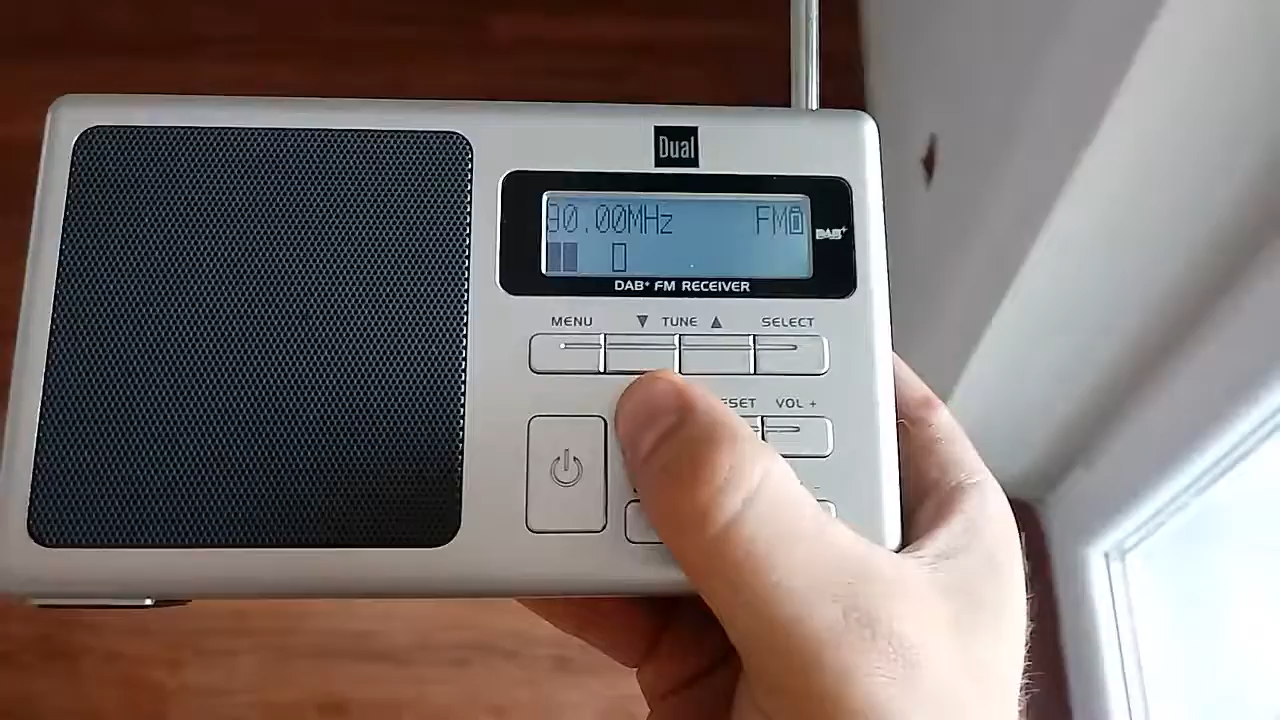 Dual
90.00MHz FM
DAB+
DAB+ FM RECEIVER
MENU ▼ TUNE ▲ SELECT
VOL +